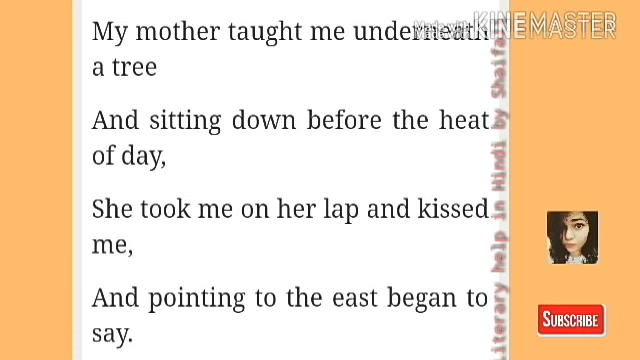 My mother taught me underneath
a tree
And sitting down before the heat
of day,
She took me on her lap and kissed
me,
And pointing to the east began to
say.
Made with KINEMASTER
Literary help in Hindi by Shaifa
SUBSCRIBE